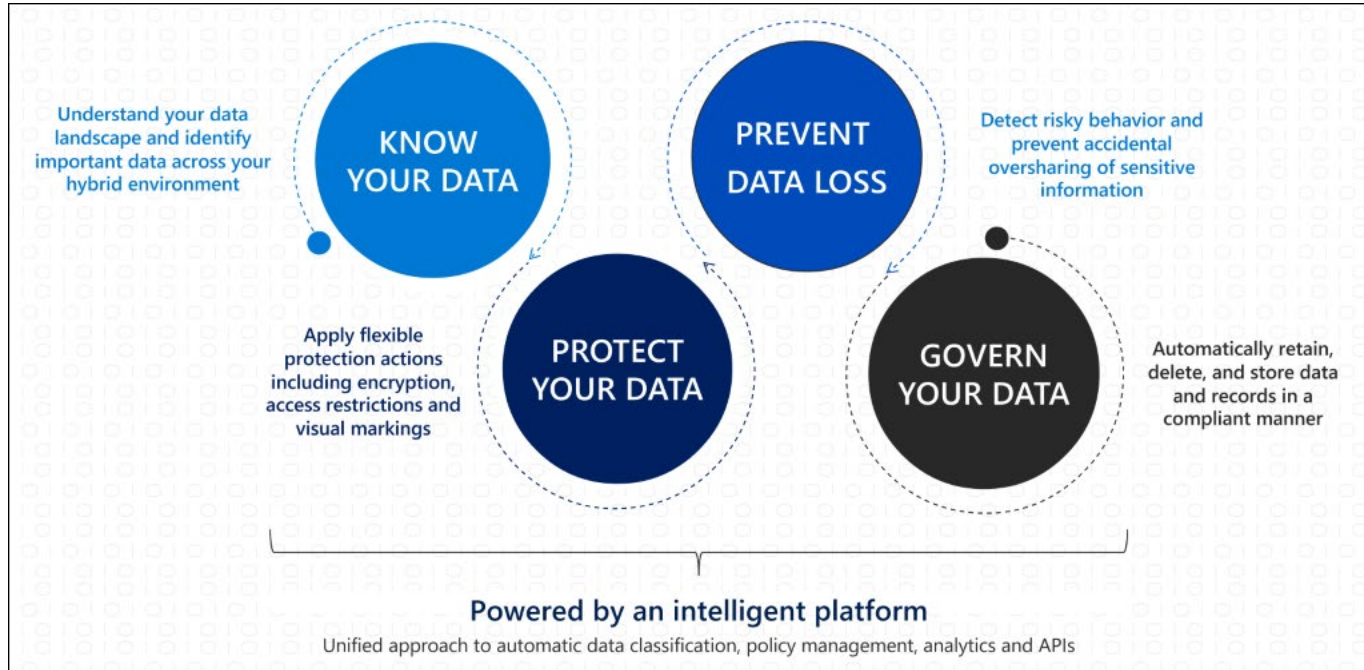 Understand your data
landscape and identify
important data across your
hybrid environment
KNOW
YOUR DATA
Apply flexible
protection actions
including encryption,
access restrictions and
visual markings
PROTECT
YOUR DATA
PREVENT
DATA LOSS
Detect risky behavior and
prevent accidental
oversharing of sensitive
information
GOVERN
YOUR DATA
Automatically retain,
delete, and store data
and records in a
compliant manner
Powered by an intelligent platform
Unified approach to automatic data classification, policy management, analytics and APIs